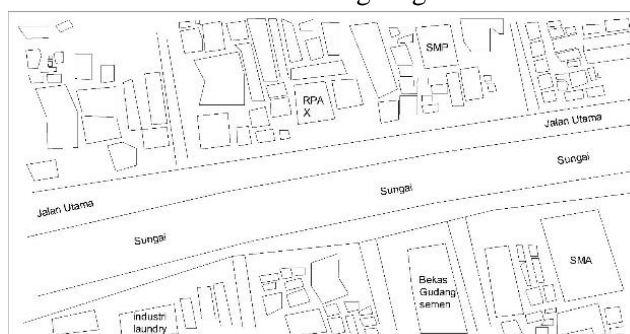 SMP
RPA
X
Jalan Utama
Sungai
Sungai
Jalan Utama
Sungai
SMA
Bekas
Gudang
semen
industri
laundry